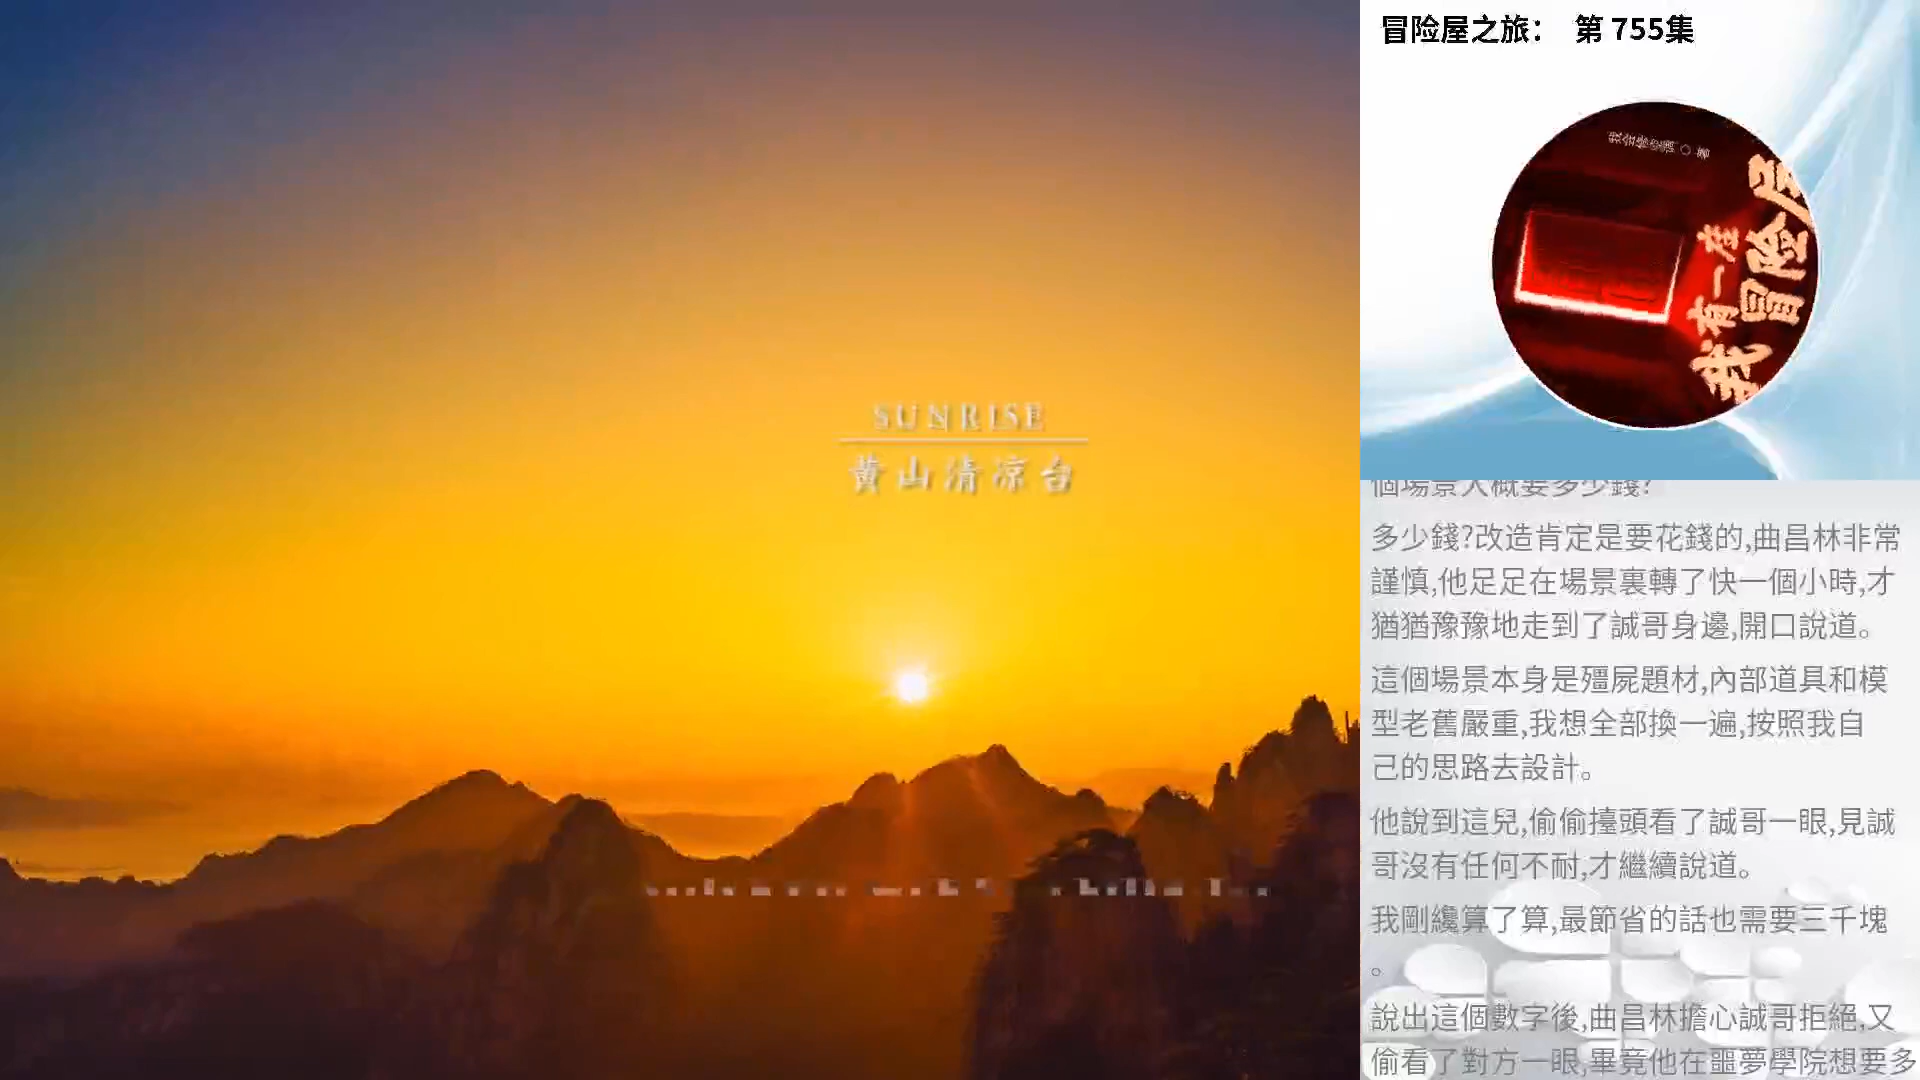 SUNRISE
黄山清凉台
冒险屋之旅： 第 755集
我有一座
冒险屋
個場景大概要多少錢?
多少錢?改造肯定是要花錢的,曲昌林非常
謹慎,他足足在場景裏轉了快一個小時,才
猶猶豫豫地走到了誠哥身邊,開口說道。
這個場景本身是殭屍題材,內部道具和模
型老舊嚴重,我想全部換一遍,按照我自
己的思路去設計。
他說到這兒,偷偷擡頭看了誠哥一眼,見誠
哥沒有任何不耐,才繼續說道。
我剛纔算了算,最節省的話也需要三千塊
。
說出這個數字後,曲昌林擔心誠哥拒絕,又
偷看了對方一眼,畢竟他在噩夢學院想要多